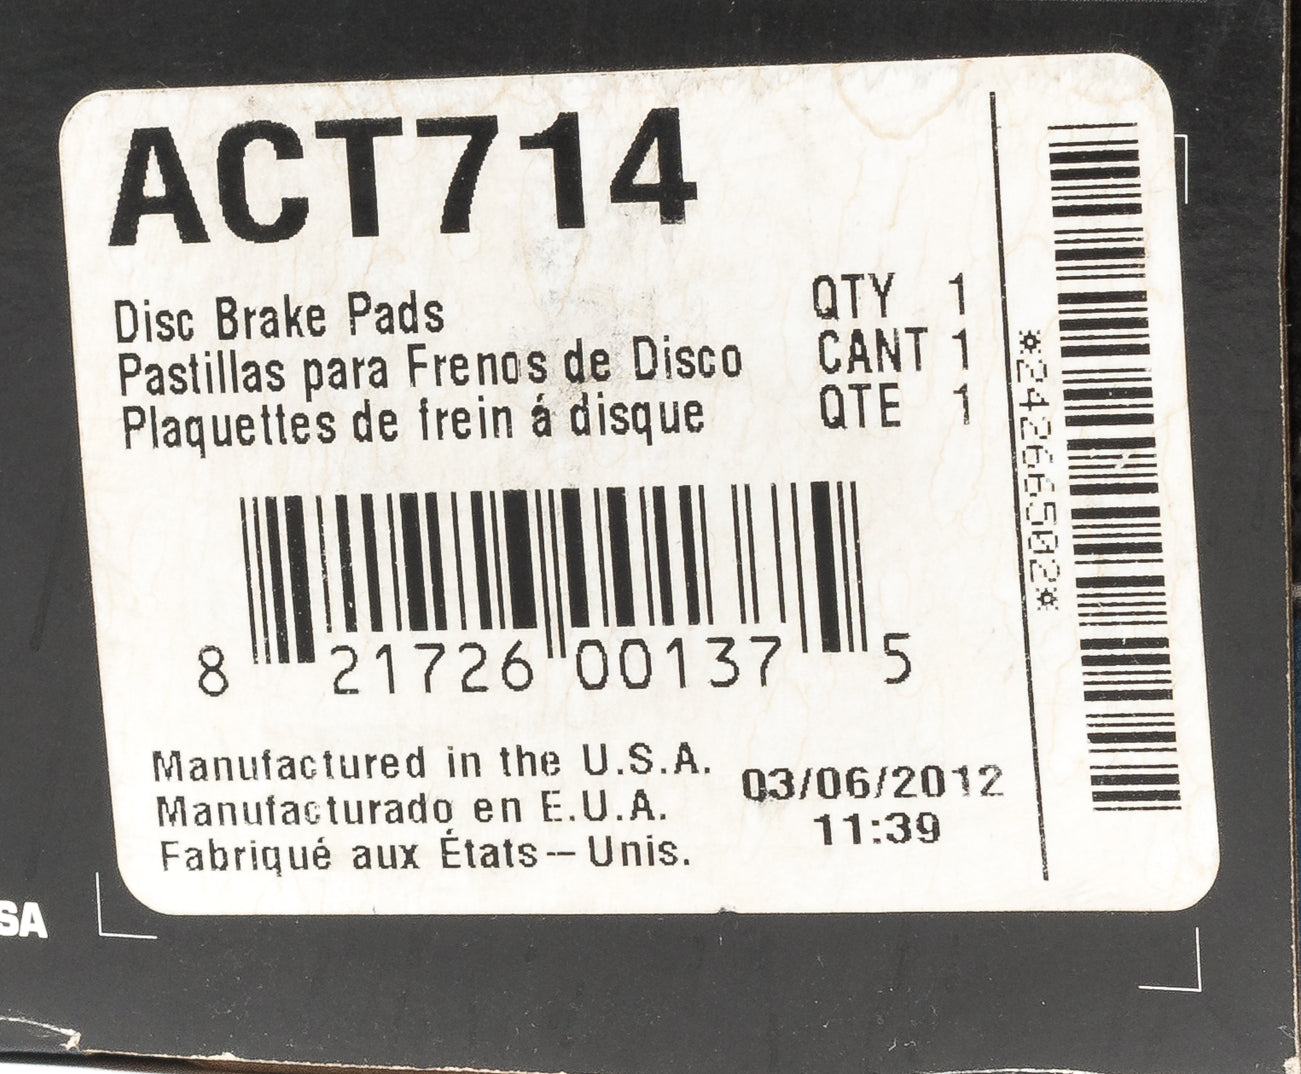 ACT714
Disc Brake Pads QTY 1
Pastillas para Frenos de Disco CANT 1
Plaquettes de frein á disque QTE 1
*24266502*
8 21726 00137 5
Manufactured in the U.S.A.
Manufacturado en E.U.A.
Fabriqué aux États-Unis.
03/06/2012
11:39
SA